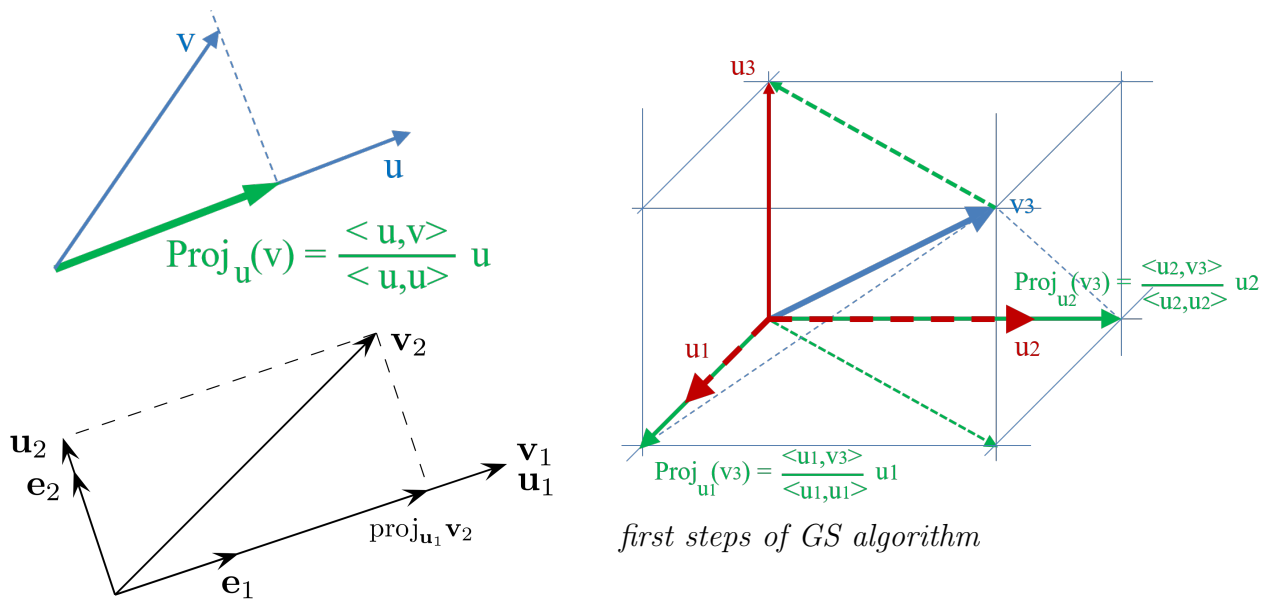 v
u
Proj_u(v) = <u,v> / <u,u> u
v₂
u₂
e₂
v₁
u₁
proj_u₁ v₂
e₁
u3
v3
Proj_u2(v3) = <u2,v3> / <u2,u2> u2
u1
u2
Proj_u1(v3) = <u1,v3> / <u1,u1> u1
first steps of GS algorithm